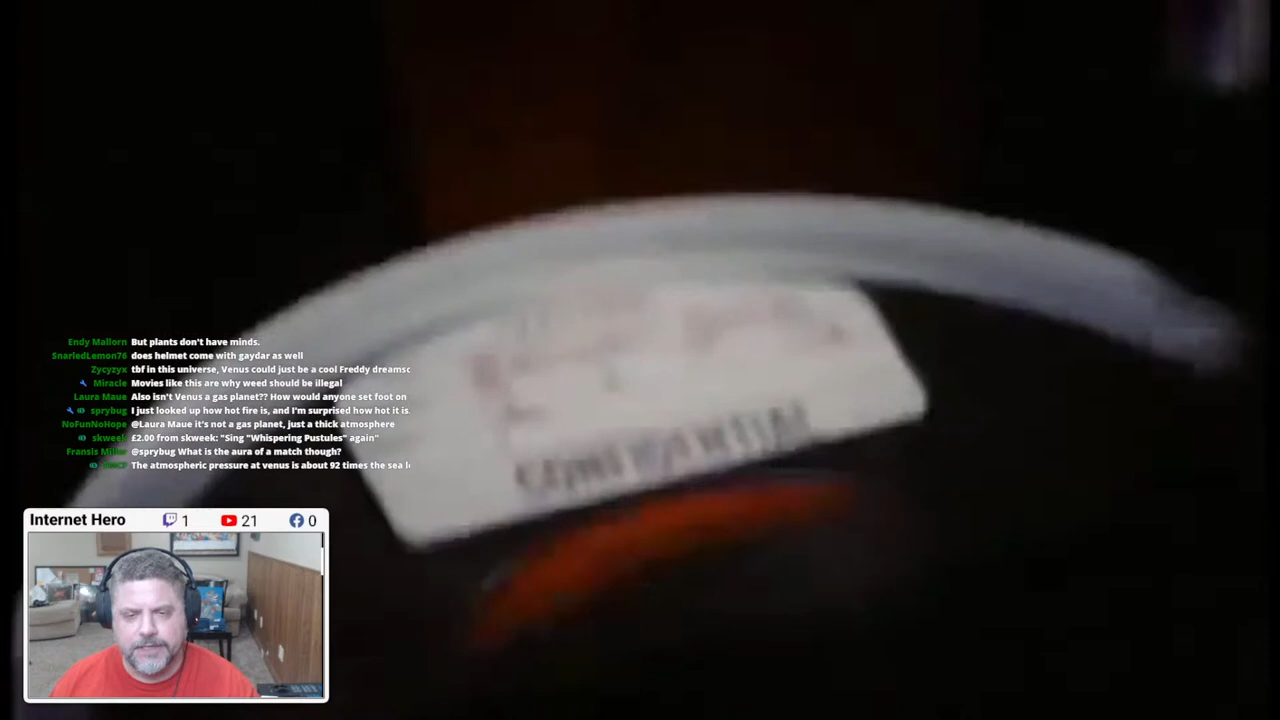 Endy Mallorn But plants don't have minds.
SnarledLemon76 does helmet come with gaydar as well
Zycyzyx tbf in this universe, Venus could just be a cool Freddy dreamsc
Miracle Movies like this are why weed should be illegal
Laura Maue Also isn't Venus a gas planet?? How would anyone set foot on
sprybug I just looked up how hot fire is, and I'm surprised how hot it is.
NoFunNoHope @Laura Maue it's not a gas planet, just a thick atmosphere
skweek £2.00 from skweek: "Sing "Whispering Pustules" again"
Fransis @sprybug What is the aura of a match though?
The atmospheric pressure at venus is about 92 times the sea l
Internet Hero 1 21 0